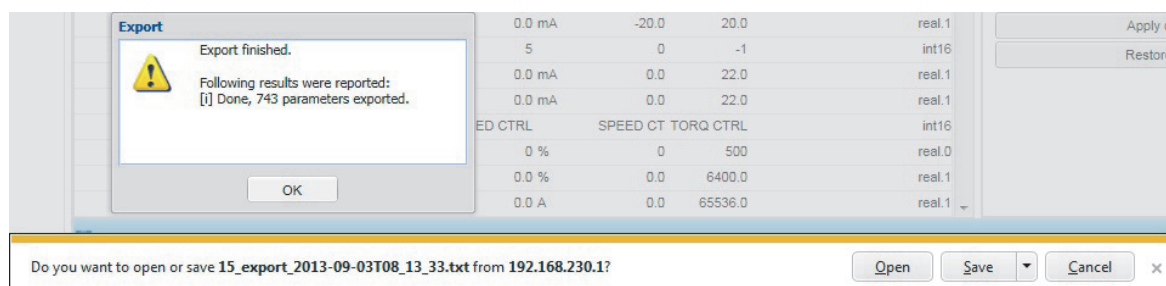 Export
Export finished.
Following results were reported:
[i] Done, 743 parameters exported.
OK
0.0 mA -20.0 20.0 real.1
5 0 -1 int16
0.0 mA 0.0 22.0 real.1
0.0 mA 0.0 22.0 real.1
ED CTRL SPEED CT TORQ CTRL int16
0 % 0 500 real.0
0.0 % 0.0 6400.0 real.1
0.0 A 0.0 65536.0 real.1
Apply
Restor
Do you want to open or save 15_export_2013-09-03T08_13_33.txt from 192.168.230.1?
Open Save Cancel ×